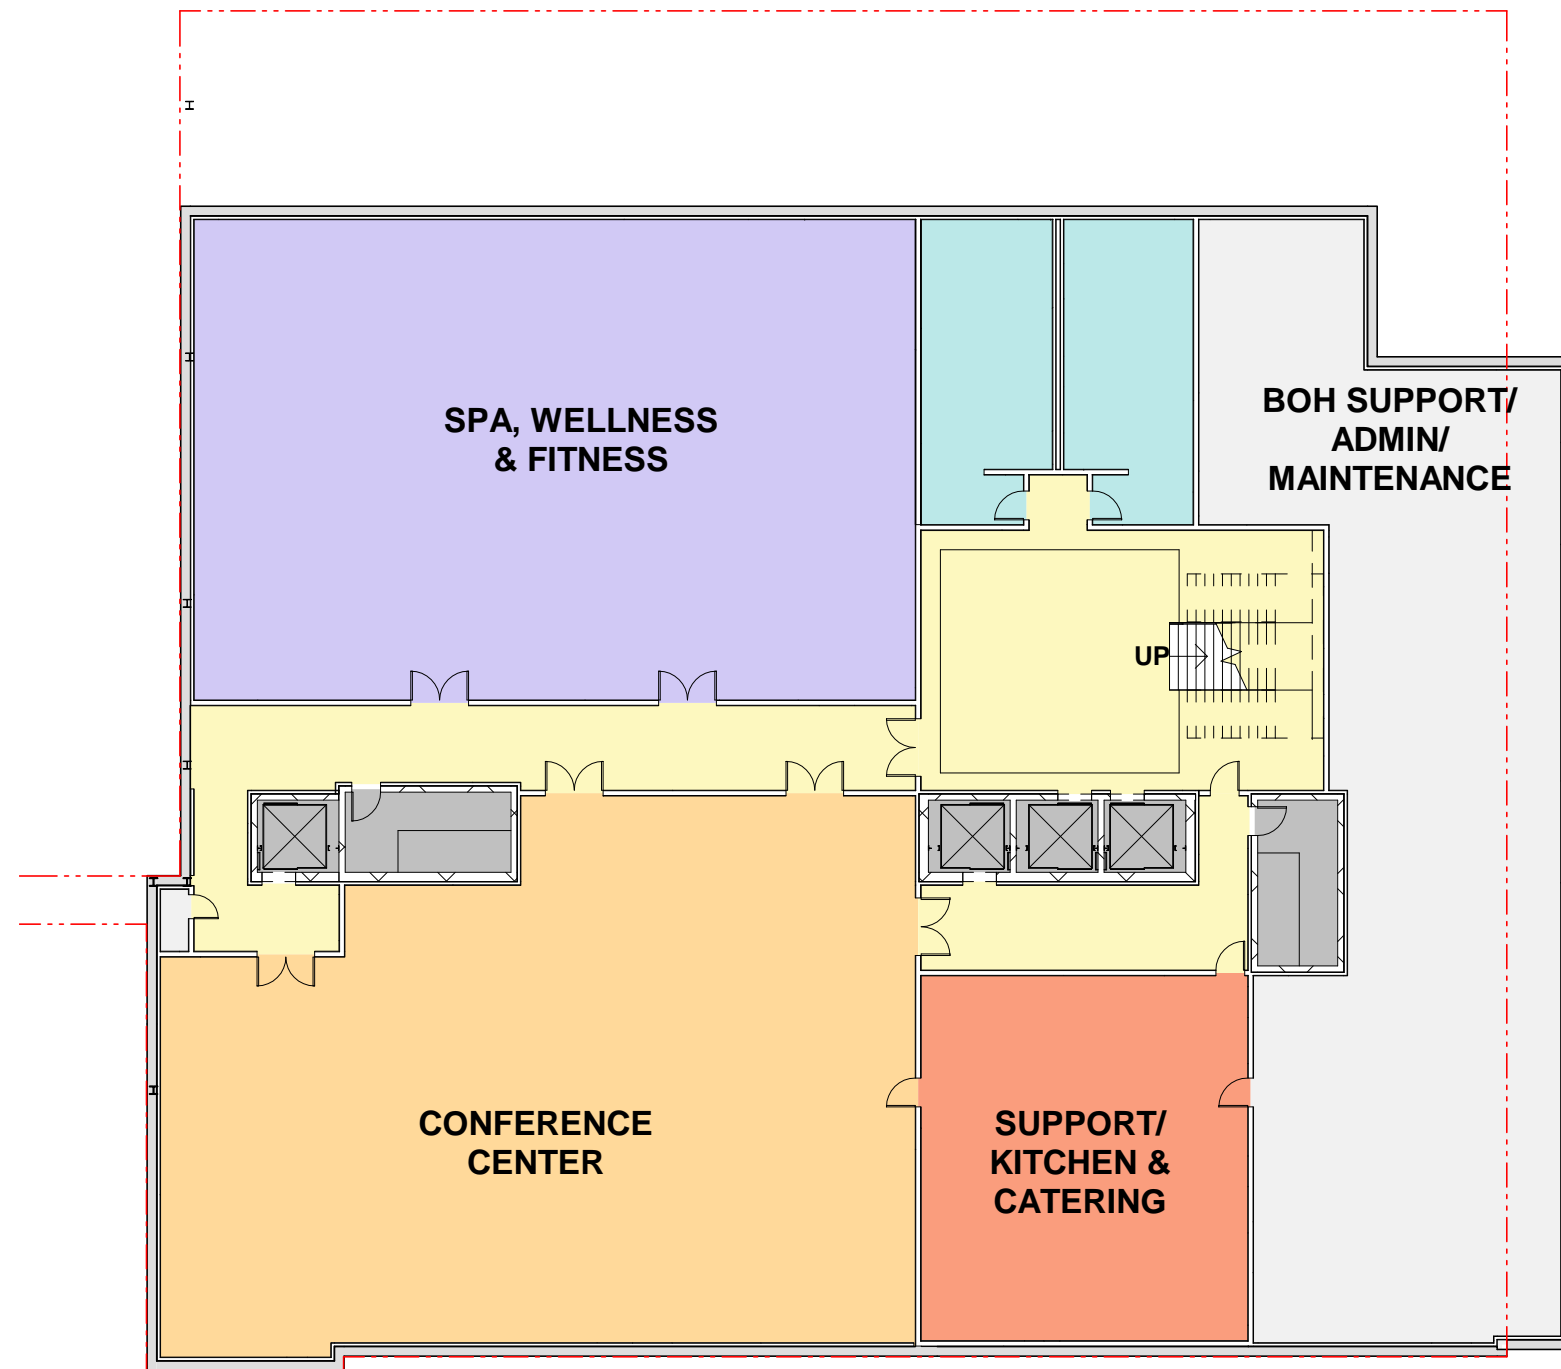 SPA, WELLNESS
& FITNESS
BOH SUPPORT/
ADMIN/
MAINTENANCE
UP
CONFERENCE
CENTER
SUPPORT/
KITCHEN &
CATERING